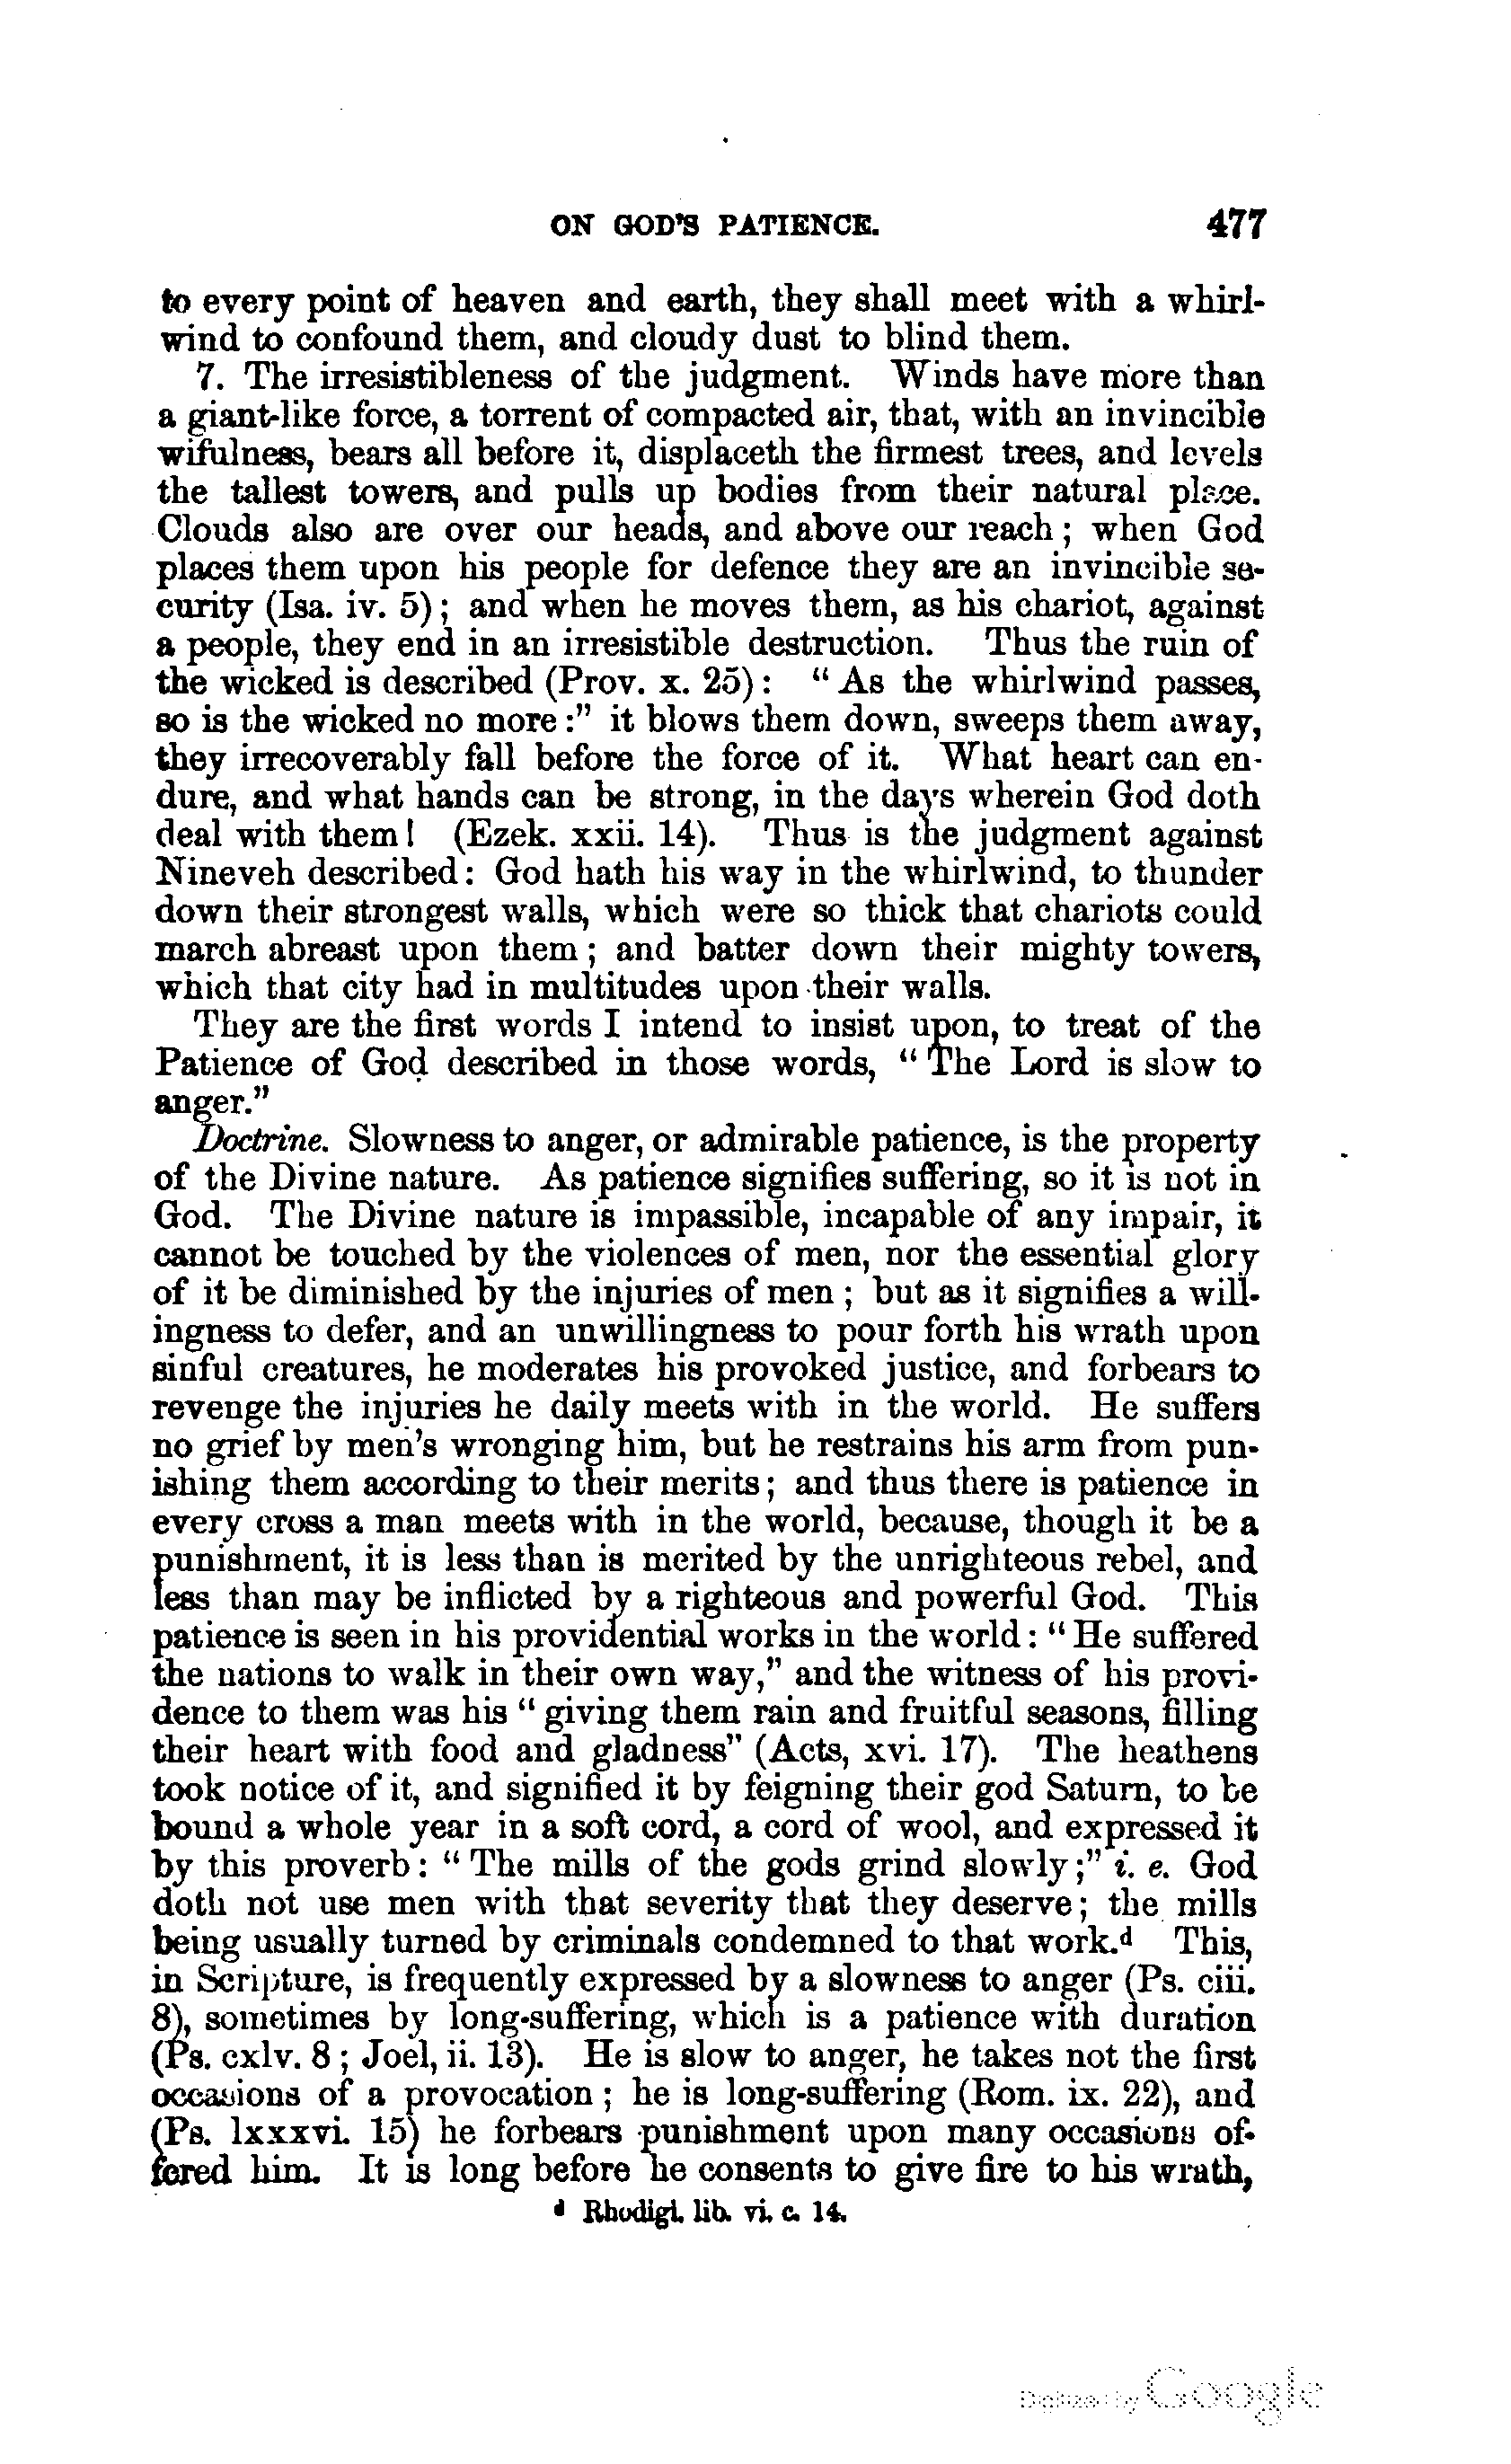 ON GOD'S PATIENCE. 477
to every point of heaven and earth, they shall meet with a whirl-
wind to confound them, and cloudy dust to blind them.
7. The irresistibleness of the judgment. Winds have more than
a giant-like force, a torrent of compacted air, that, with an invincible
wifulness, bears all before it, displaceth the firmest trees, and levels
the tallest towers, and pulls up bodies from their natural place.
Clouds also are over our heads, and above our reach; when God
places them upon his people for defence they are an invincible se-
curity (Isa. iv. 5); and when he moves them, as his chariot, against
a people, they end in an irresistible destruction. Thus the ruin of
the wicked is described (Prov. x. 25): "As the whirlwind passes,
so is the wicked no more:" it blows them down, sweeps them away,
they irrecoverably fall before the force of it. What heart can en-
dure, and what hands can be strong, in the days wherein God doth
deal with them! (Ezek. xxii. 14). Thus is the judgment against
Nineveh described: God hath his way in the whirlwind, to thunder
down their strongest walls, which were so thick that chariots could
march abreast upon them; and batter down their mighty towers,
which that city had in multitudes upon their walls.
They are the first words I intend to insist upon, to treat of the
Patience of God described in those words, "The Lord is slow to
anger."
Doctrine. Slowness to anger, or admirable patience, is the property
of the Divine nature. As patience signifies suffering, so it is not in
God. The Divine nature is impassible, incapable of any impair, it
cannot be touched by the violences of men, nor the essential glory
of it be diminished by the injuries of men; but as it signifies a will-
ingness to defer, and an unwillingness to pour forth his wrath upon
sinful creatures, he moderates his provoked justice, and forbears to
revenge the injuries he daily meets with in the world. He suffers
no grief by men's wronging him, but he restrains his arm from pun-
ishing them according to their merits; and thus there is patience in
every cross a man meets with in the world, because, though it be a
punishment, it is less than is merited by the unrighteous rebel, and
less than may be inflicted by a righteous and powerful God. This
patience is seen in his providential works in the world: "He suffered
the nations to walk in their own way," and the witness of his provi-
dence to them was his "giving them rain and fruitful seasons, filling
their heart with food and gladness" (Acts, xvi. 17). The heathens
took notice of it, and signified it by feigning their god Saturn, to be
bound a whole year in a soft cord, a cord of wool, and expressed it
by this proverb: "The mills of the gods grind slowly;" i. e. God
doth not use men with that severity that they deserve; the mills
being usually turned by criminals condemned to that work.d This,
in Scripture, is frequently expressed by a slowness to anger (Ps. ciii.
8), sometimes by long-suffering, which is a patience with duration
(Ps. cxlv. 8; Joel, ii. 13). He is slow to anger, he takes not the first
occasions of a provocation; he is long-suffering (Rom. ix. 22), and
(Ps. lxxxvi. 15) he forbears punishment upon many occasions of-
fered him. It is long before he consents to give fire to his wrath,
d Rhodigi. lib. vi. c. 14.
Digitized by Google